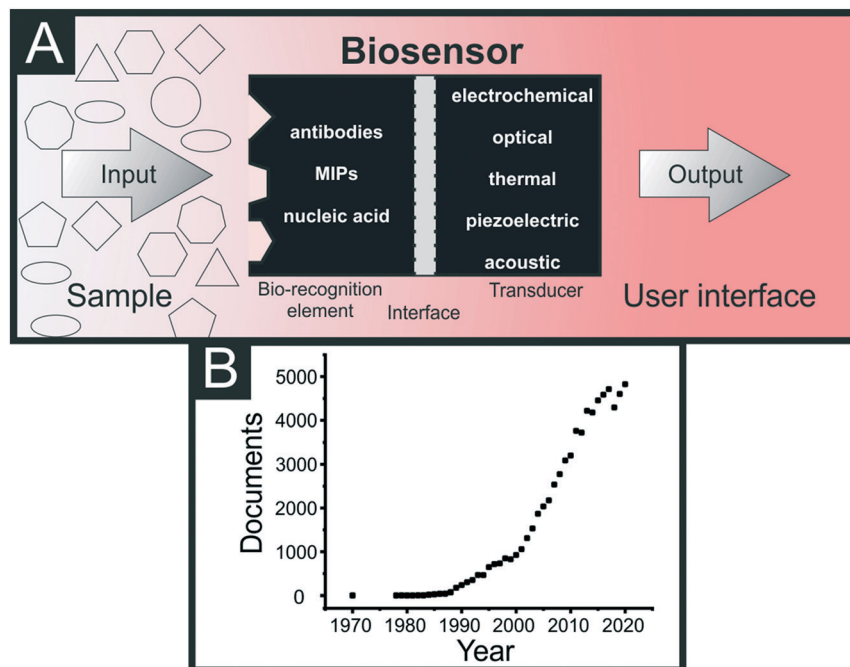 A
Biosensor
Input
Sample
antibodies
MIPs
nucleic acid
Bio-recognition
element
Interface
electrochemical
optical
thermal
piezoelectric
acoustic
Transducer
Output
User interface
B
Documents
5000
4000
3000
2000
1000
0
1970 1980 1990 2000 2010 2020
Year